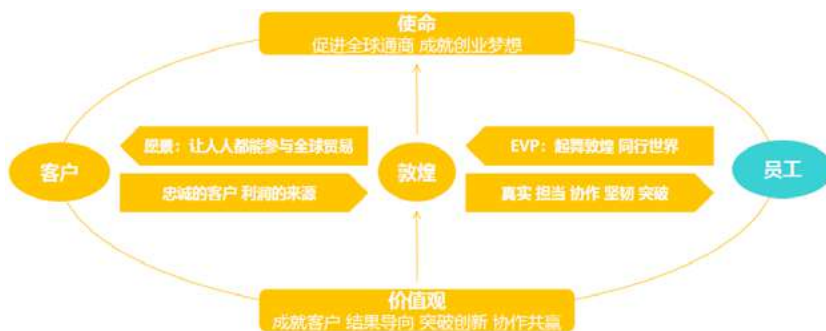 使命
促进全球通商 成就创业梦想
愿景：让人人都能参与全球贸易
EVP：起舞敦煌 同行世界
客户
敦煌
员工
忠诚的客户 利润的来源
真实 担当 协作 坚韧 突破
价值观
成就客户 结果导向 突破创新 协作共赢